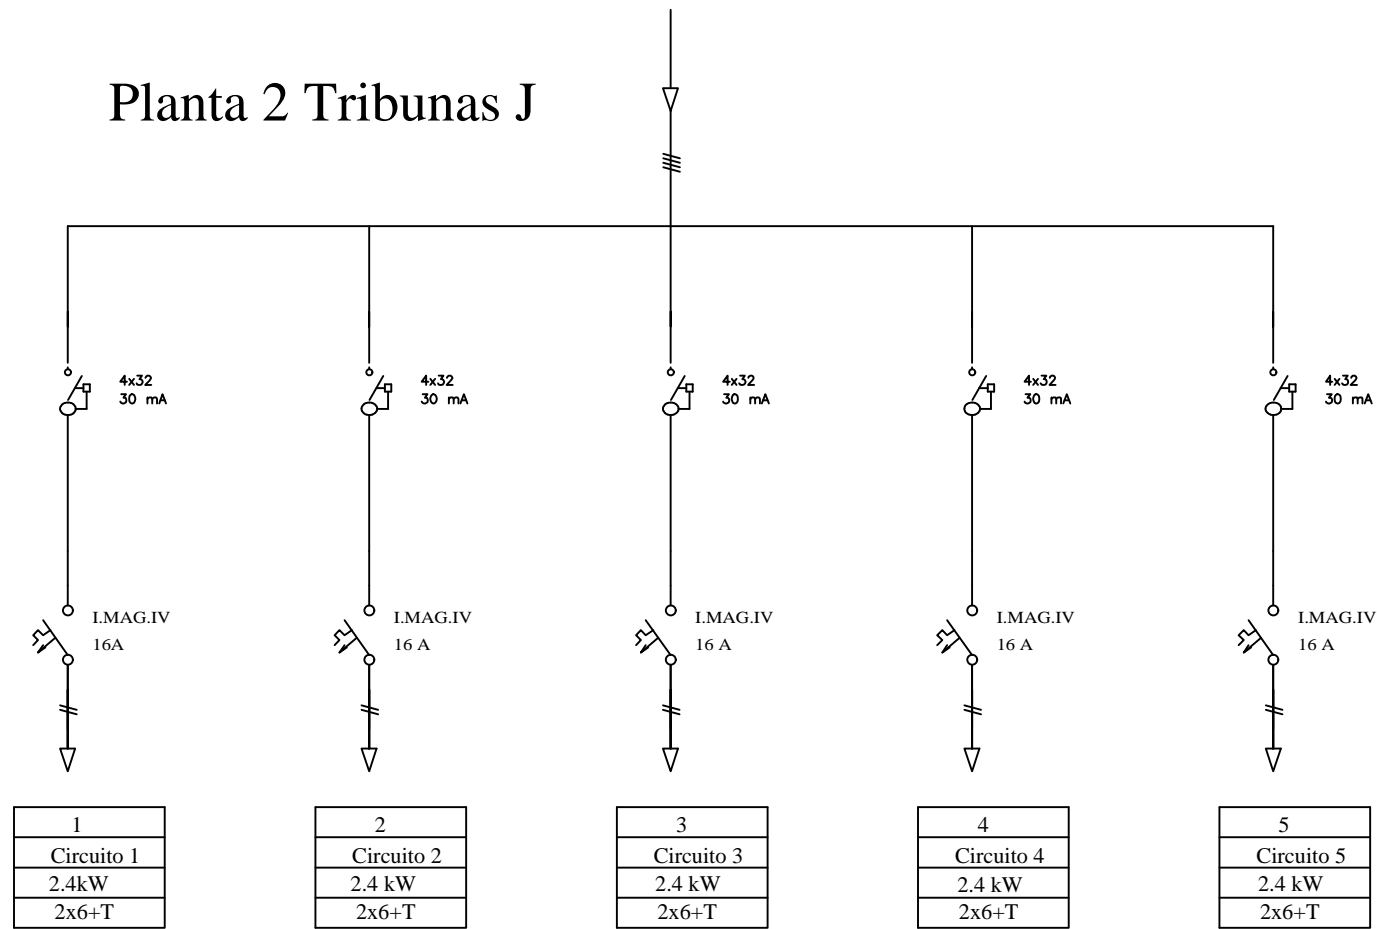 Planta 2 Tribunas J
4x32
30 mA
4x32
30 mA
4x32
30 mA
4x32
30 mA
4x32
30 mA
I.MAG.IV
16A
I.MAG.IV
16 A
I.MAG.IV
16 A
I.MAG.IV
16 A
I.MAG.IV
16 A
1
Circuito 1
2.4kW
2x6+T
2
Circuito 2
2.4 kW
2x6+T
3
Circuito 3
2.4 kW
2x6+T
4
Circuito 4
2.4 kW
2x6+T
5
Circuito 5
2.4 kW
2x6+T